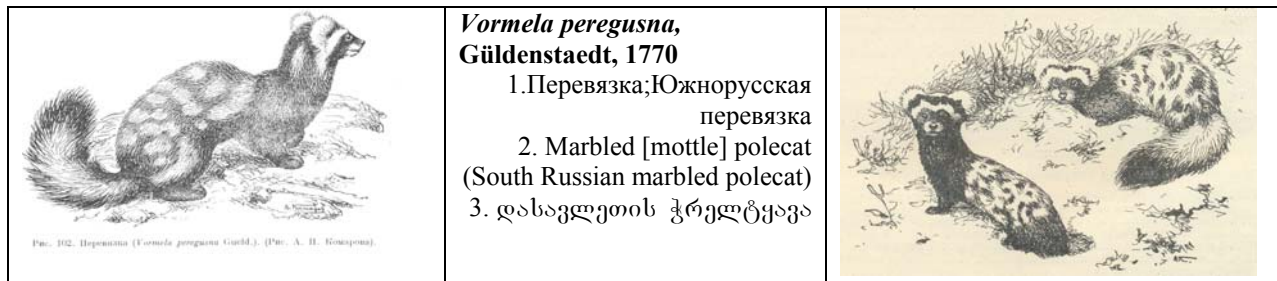 Рис. 102. Перевязка (Vormela peregusna Gueld.). (Рис. А. Н. Комарова).
Vormela peregusna,
Güldenstaedt, 1770
1.Перевязка;Южнорусская
перевязка
2. Marbled [mottle] polecat
(South Russian marbled polecat)
3. დასავლეთის ჭრელტყავა